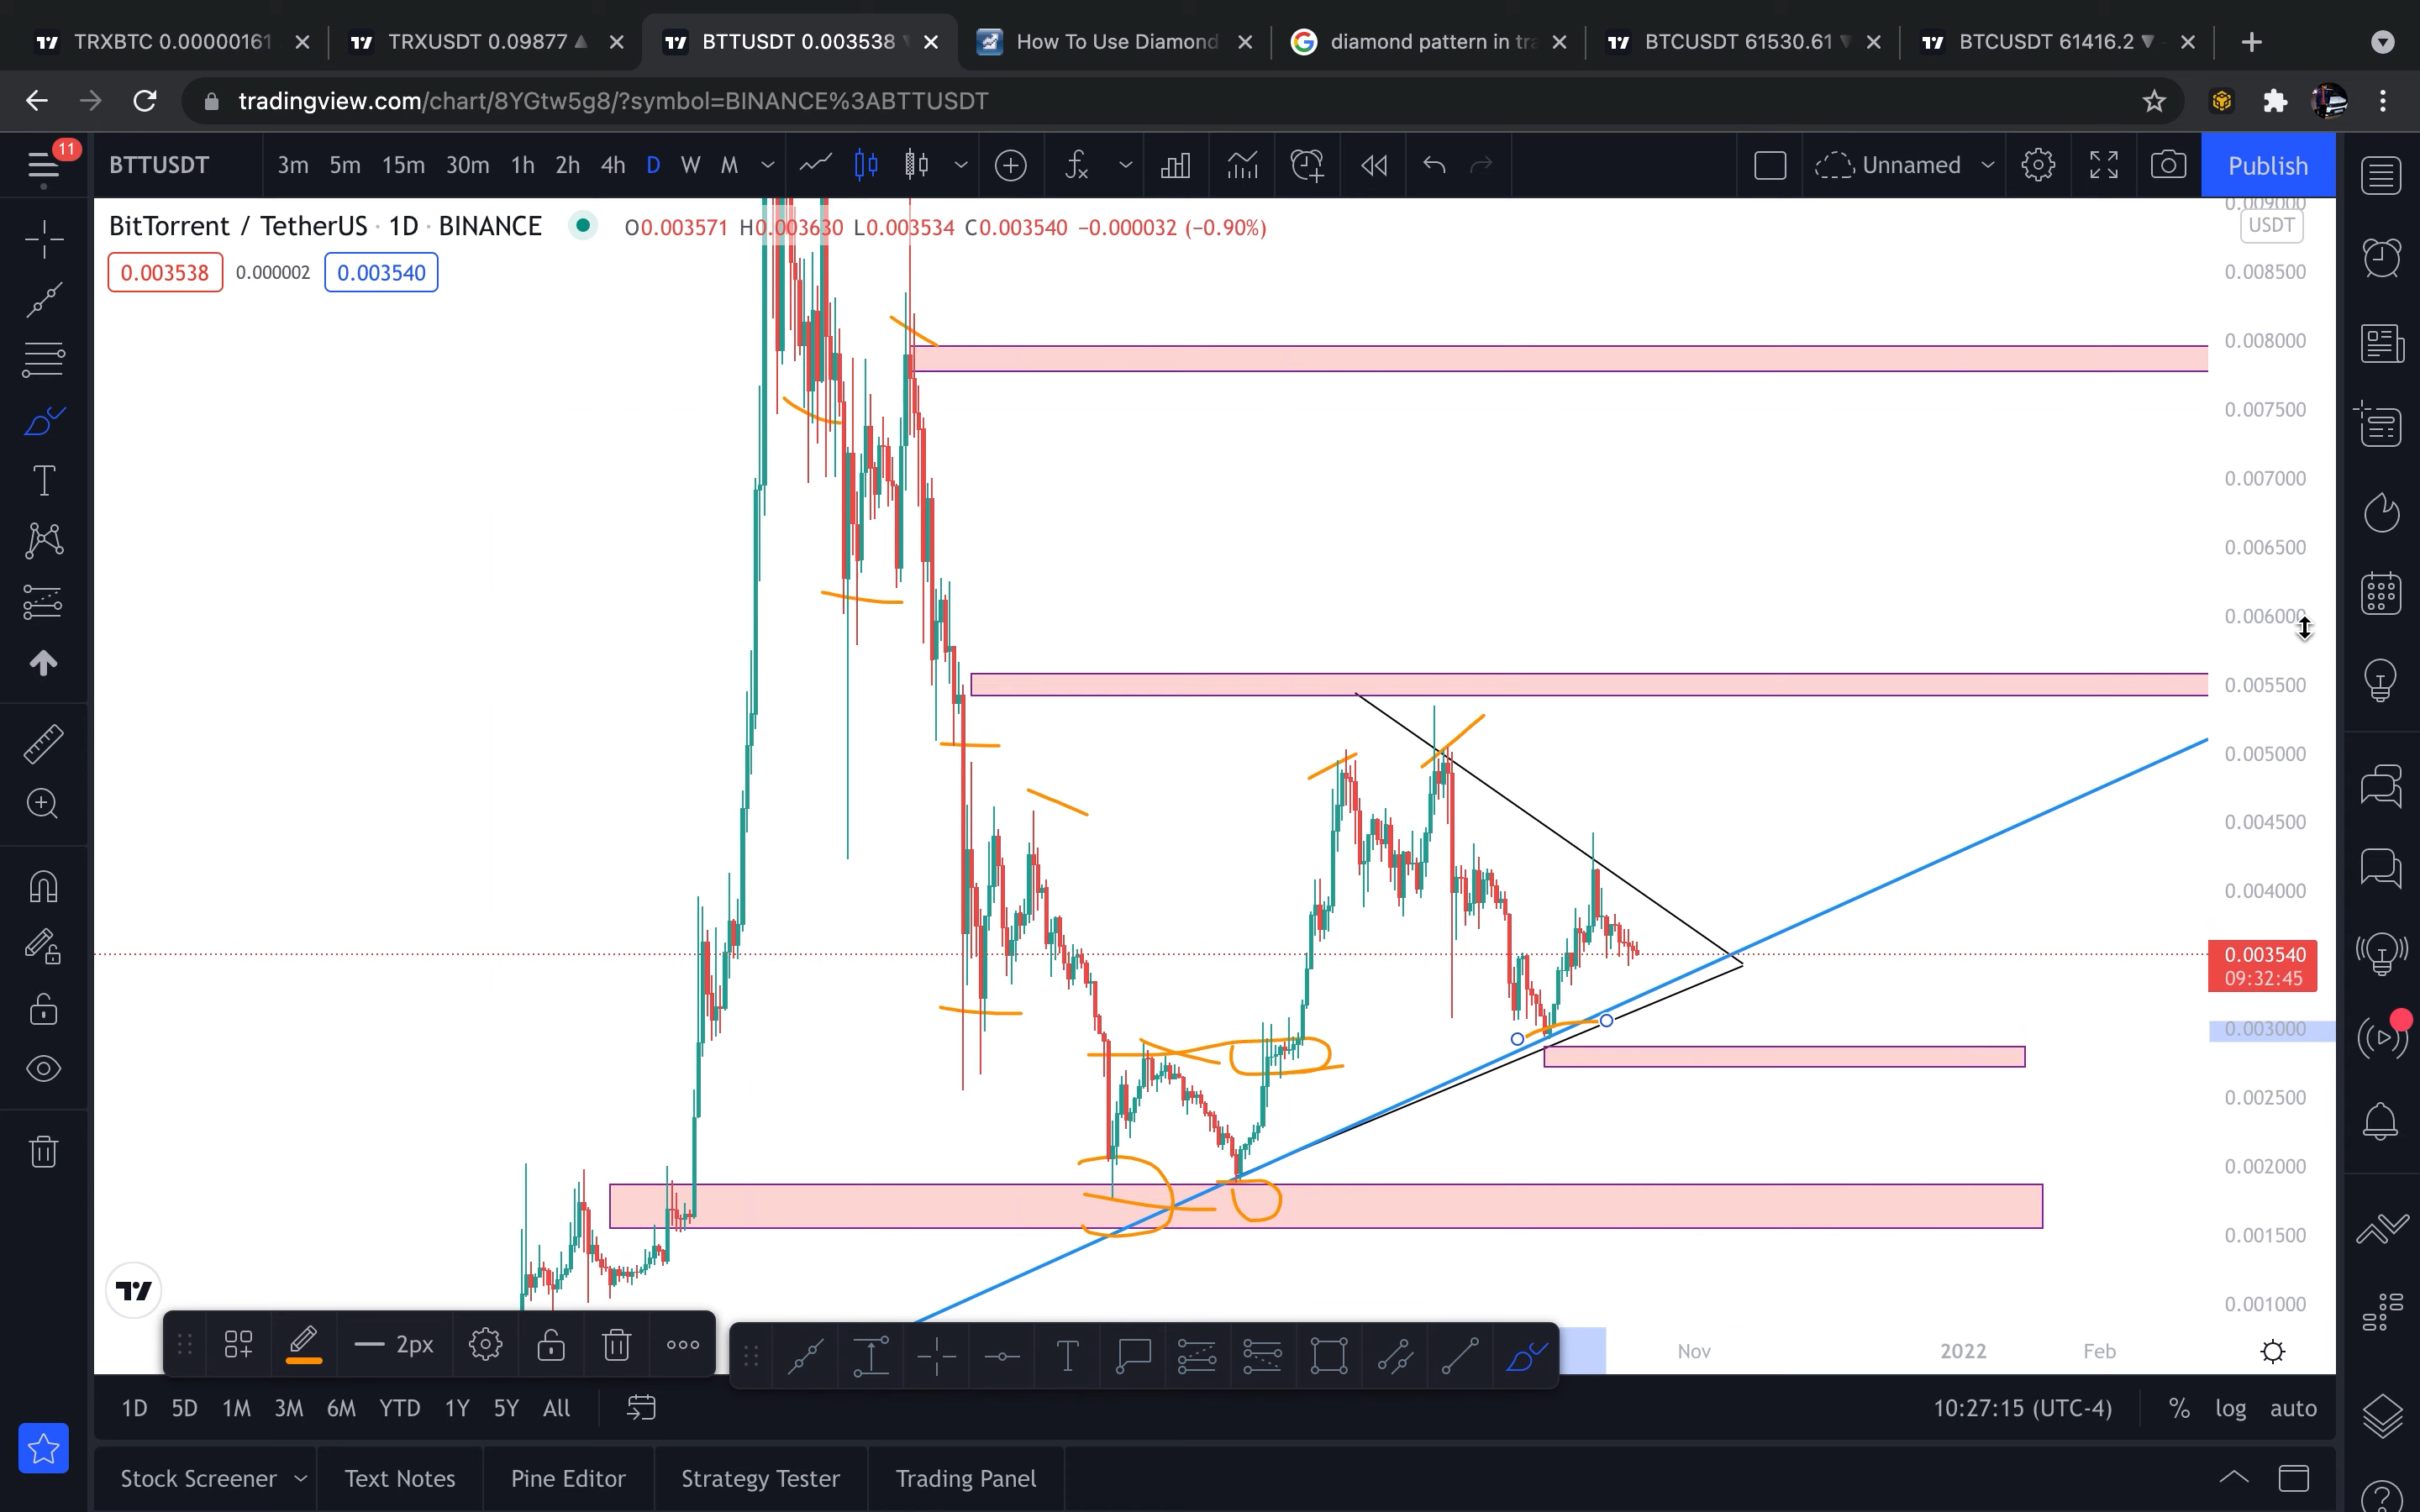 TRXBTC 0.00000161
TRXUSDT 0.09877 ▲
BTTUSDT 0.003538
How To Use Diamond
diamond pattern in tra
BTCUSDT 61530.61 ▼
BTCUSDT 61416.2 ▼
tradingview.com/chart/8YGtw5g8/?symbol=BINANCE%3ABTTUSDT
11
BTTUSDT 3m 5m 15m 30m 1h 2h 4h D W M
Unnamed
Publish
BitTorrent / TetherUS · 1D · BINANCE
O0.003571 H0.003630 L0.003534 C0.003540 −0.000032 (−0.90%)
0.003538 0.000002 0.003540
0.009000
USDT
0.008500
0.008000
0.007500
0.007000
0.006500
0.006000
0.005500
0.005000
0.004500
0.004000
0.003540
09:32:45
0.003000
0.002500
0.002000
0.001500
0.001000
2px
Nov 2022 Feb
1D 5D 1M 3M 6M YTD 1Y 5Y All
10:27:15 (UTC-4) % log auto
Stock Screener Text Notes Pine Editor Strategy Tester Trading Panel